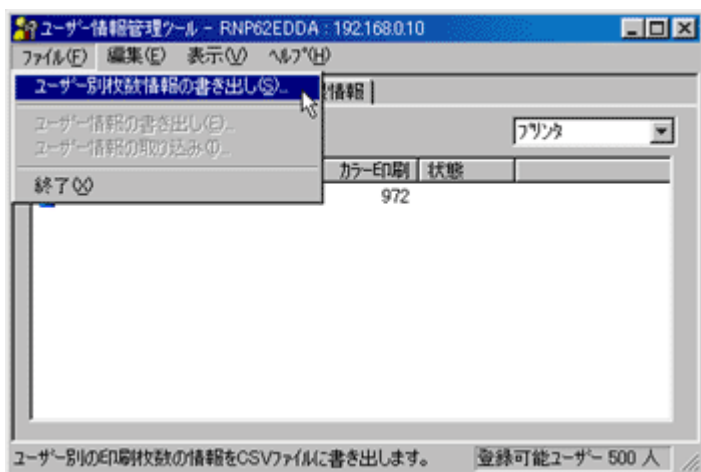 ユーザー情報管理ツール - RNP62EDDA : 192.168.0.10
ファイル(F) 編集(E) 表示(V) ヘルプ(H)
ユーザー別枚数情報の書き出し(S)...
情報
ユーザー情報の書き出し(E)...
ユーザー情報の取り込み(I)...
プリンタ
終了(X)
カラー印刷 状態
972
ユーザー別の印刷枚数の情報をCSVファイルに書き出します。 登録可能ユーザー 500 人